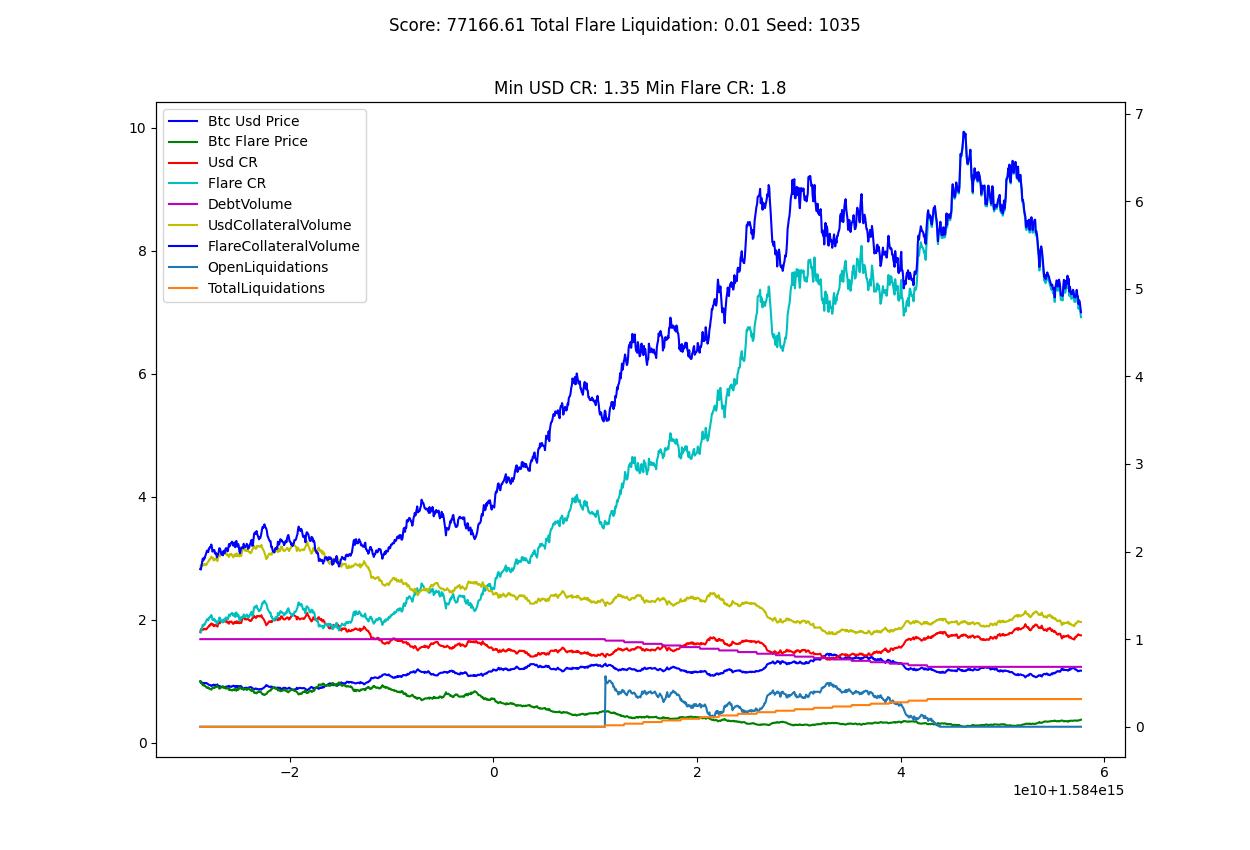 Score: 77166.61 Total Flare Liquidation: 0.01 Seed: 1035
Min USD CR: 1.35 Min Flare CR: 1.8
Btc Usd Price
Btc Flare Price
Usd CR
Flare CR
DebtVolume
UsdCollateralVolume
FlareCollateralVolume
OpenLiquidations
TotalLiquidations
10
8
6
4
2
0
7
6
5
4
3
2
1
0
−2
0
2
4
6
1e10+1.584e15